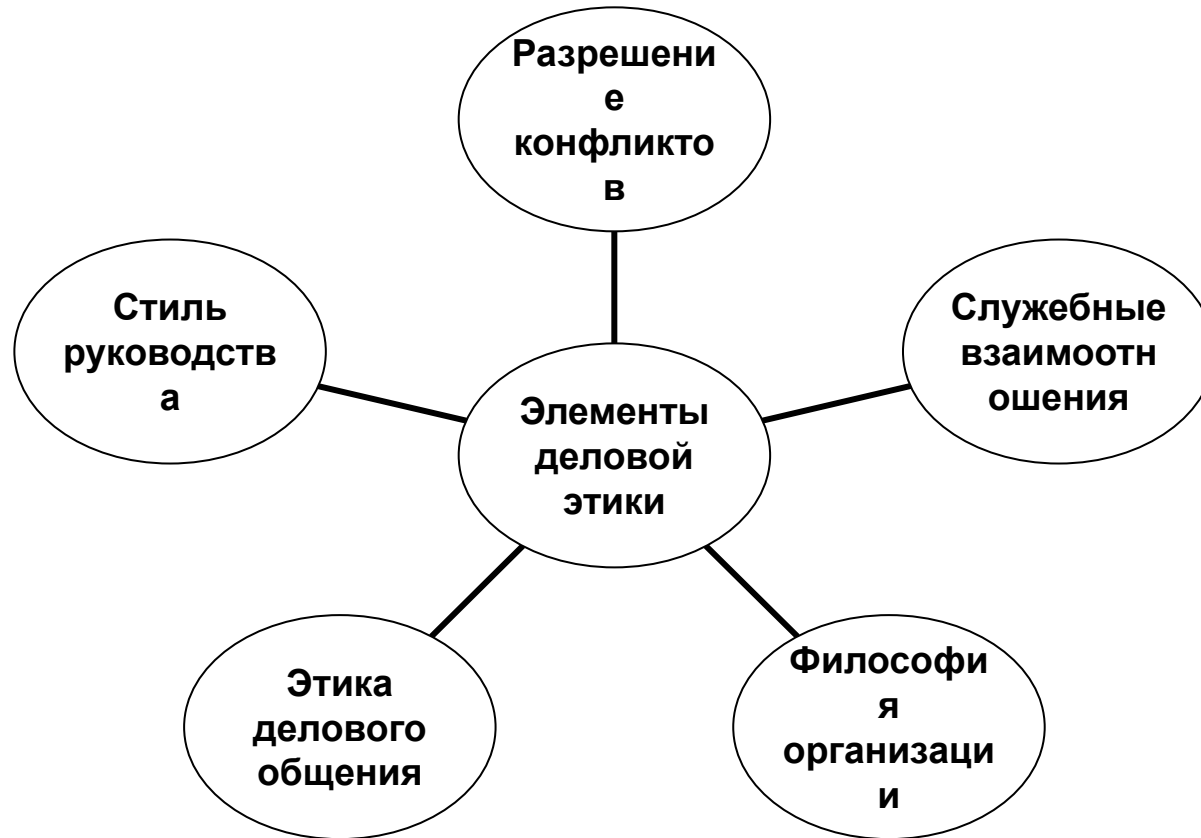 Разрешени
е
конфликто
в
Стиль
руководств
а
Служебные
взаимоотн
ошения
Элементы
деловой
этики
Этика
делового
общения
Философи
я
организаци
и